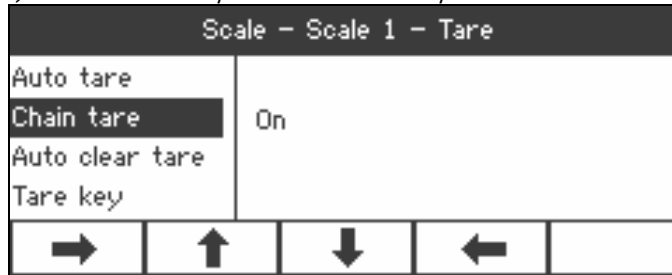 Scale – Scale 1 – Tare
Auto tare
Chain tare
On
Auto clear tare
Tare key